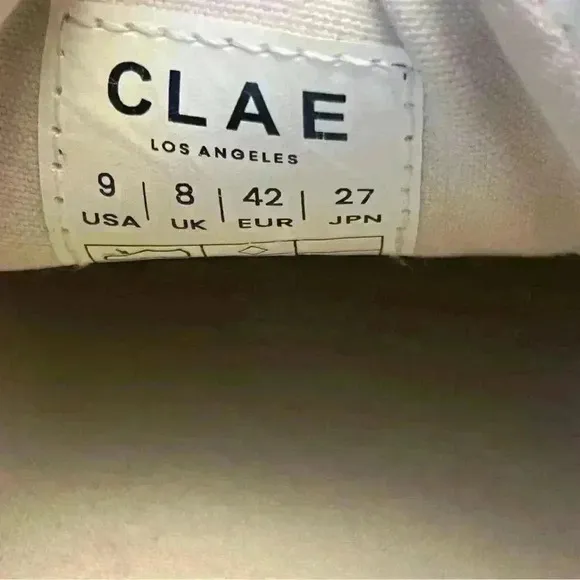 CLAE
LOS ANGELES
9 | 8 | 42 | 27
USA UK EUR JPN